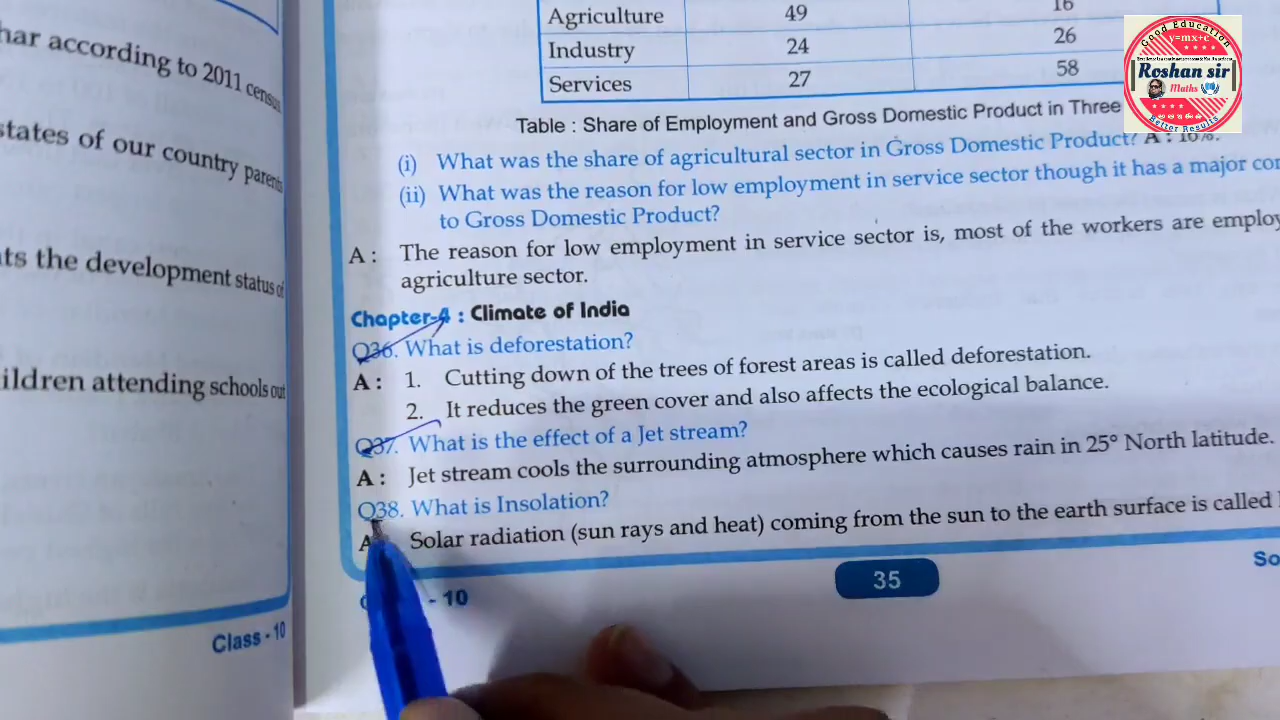 har according to 2011 census
states of our country parents
ts the development status of
ildren attending schools out
Class - 10
Agriculture 49 16
Industry 24 26
Services 27 58
Table : Share of Employment and Gross Domestic Product in Three
(i) What was the share of agricultural sector in Gross Domestic Product? A : 16%.
(ii) What was the reason for low employment in service sector though it has a major con
to Gross Domestic Product?
A : The reason for low employment in service sector is, most of the workers are employ
agriculture sector.
Chapter-4 : Climate of India
Q36. What is deforestation?
A : 1. Cutting down of the trees of forest areas is called deforestation.
2. It reduces the green cover and also affects the ecological balance.
Q37. What is the effect of a Jet stream?
A : Jet stream cools the surrounding atmosphere which causes rain in 25° North latitude.
Q38. What is Insolation?
A Solar radiation (sun rays and heat) coming from the sun to the earth surface is called
- 10
35
So
Good Education
y=mx+c
Roshan sir
Maths
Better Results